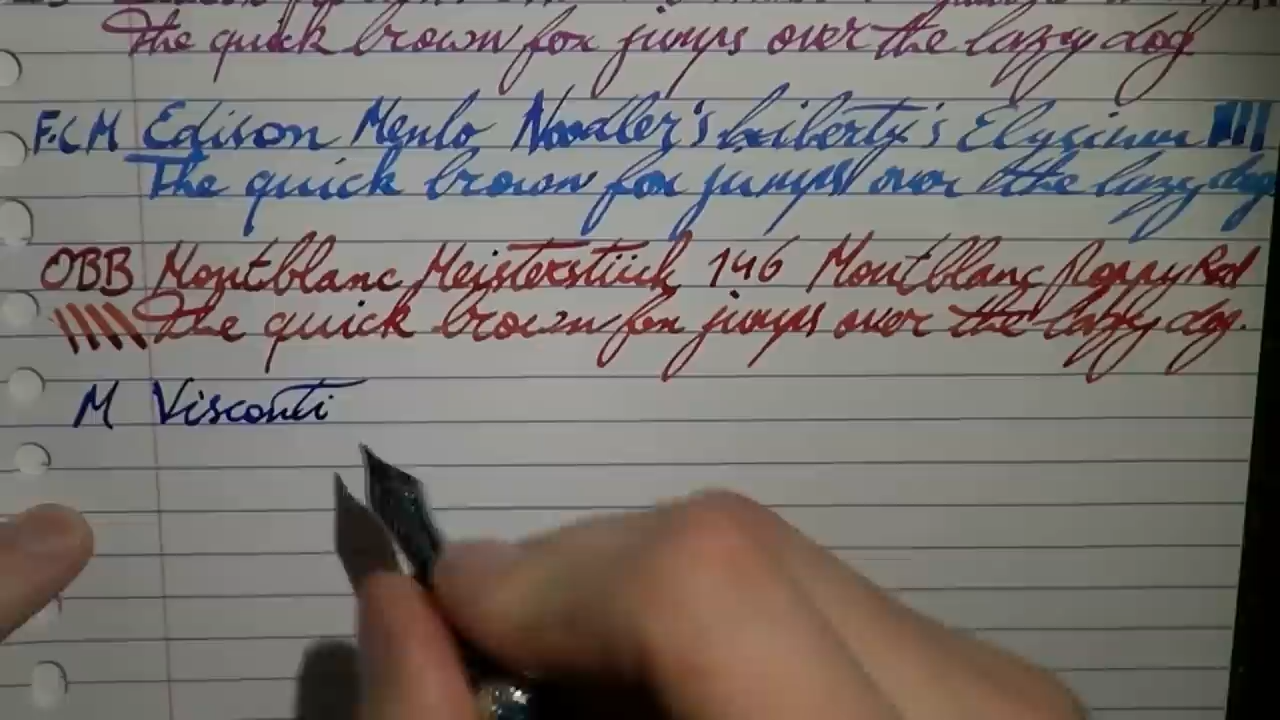 The quick brown fox jumps over the lazy dog
F.C M Edison Menlo Noodler's Liberty's Elysium
The quick brown fox jumps over the lazy dog
OBB Montblanc Meisterstück 146 Montblanc Poppy Red
The quick brown fox jumps over the lazy dog.
M Visconti